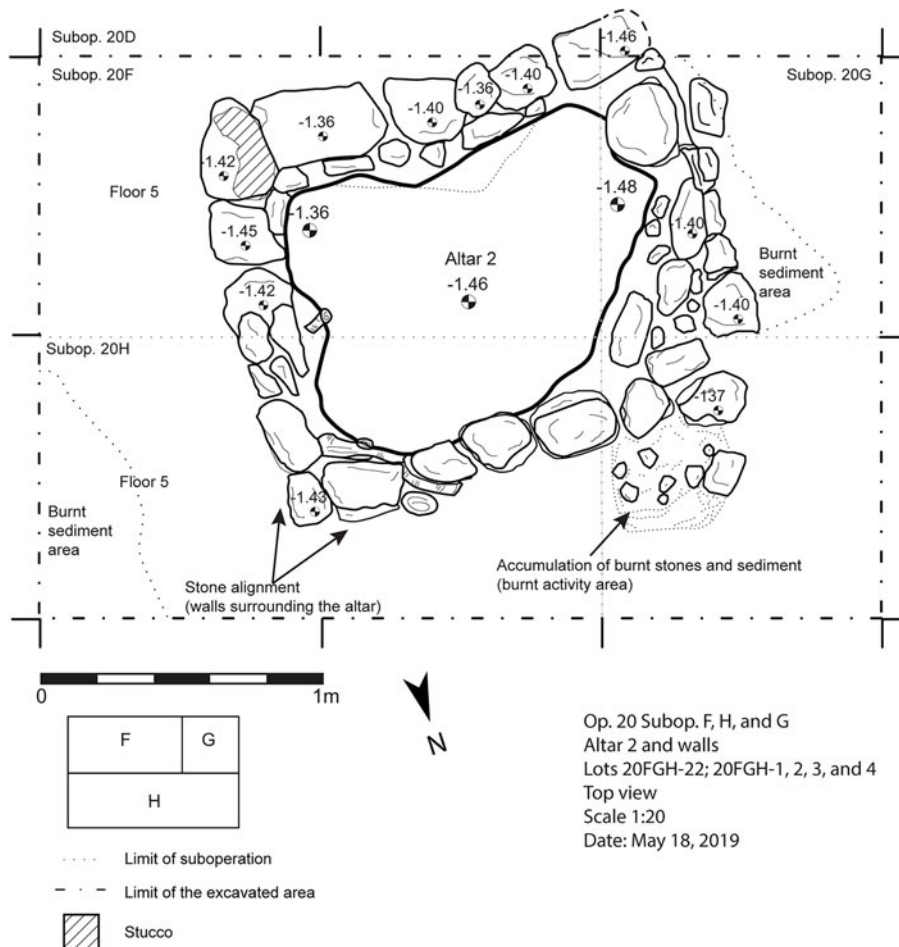 Subop. 20D
-1.46
Subop. 20F
Subop. 20G
-1.40
-1.36
-1.40
-1.36
-1.42
Floor 5
-1.48
-1.36
-1.45
-1.40
Altar 2
-1.46
Burnt
sediment
area
-1.42
-1.40
Subop. 20H
-137
Floor 5
-1.43
Burnt
sediment
area
Accumulation of burnt stones and sediment
(burnt activity area)
Stone alignment
(walls surrounding the altar)
0
1m
N
F
G
H
Op. 20 Subop. F, H, and G
Altar 2 and walls
Lots 20FGH-22; 20FGH-1, 2, 3, and 4
Top view
Scale 1:20
Date: May 18, 2019
Limit of suboperation
Limit of the excavated area
Stucco